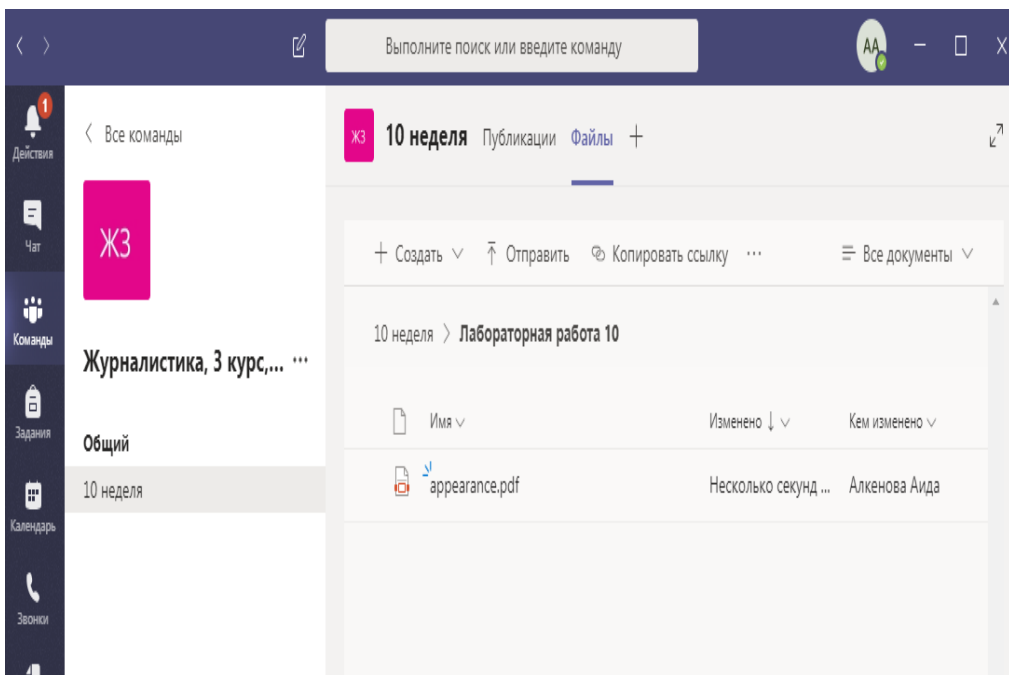 Выполните поиск или введите команду
АА
1
Действия
Чат
Команды
Задания
Календарь
Звонки
Все команды
ЖЗ
Журналистика, 3 курс,... ···
Общий
10 неделя
ЖЗ 10 неделя Публикации Файлы +
+ Создать Отправить Копировать ссылку ··· Все документы
10 неделя > Лабораторная работа 10
Имя Изменено ↓ Кем изменено
appearance.pdf Несколько секунд ... Алкенова Аида